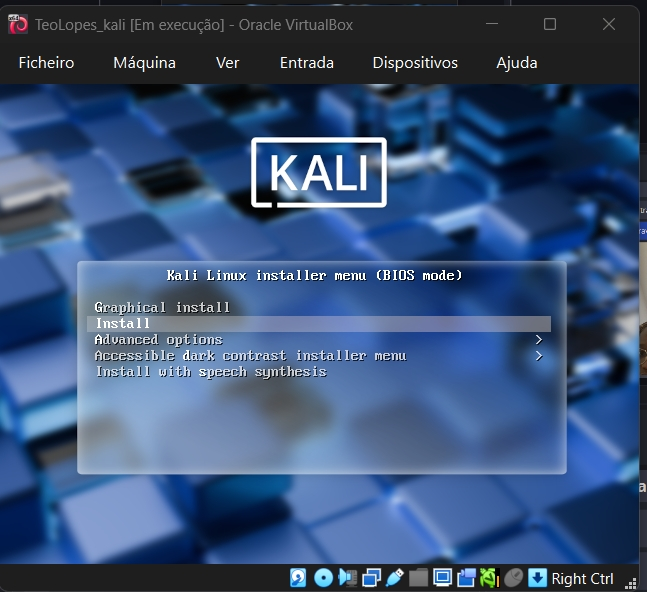 TeoLopes_kali [Em execução] - Oracle VirtualBox
Ficheiro Máquina Ver Entrada Dispositivos Ajuda
KALI
Kali Linux installer menu (BIOS mode)
Graphical install
Install
Advanced options >
Accessible dark contrast installer menu >
Install with speech synthesis
Right Ctrl